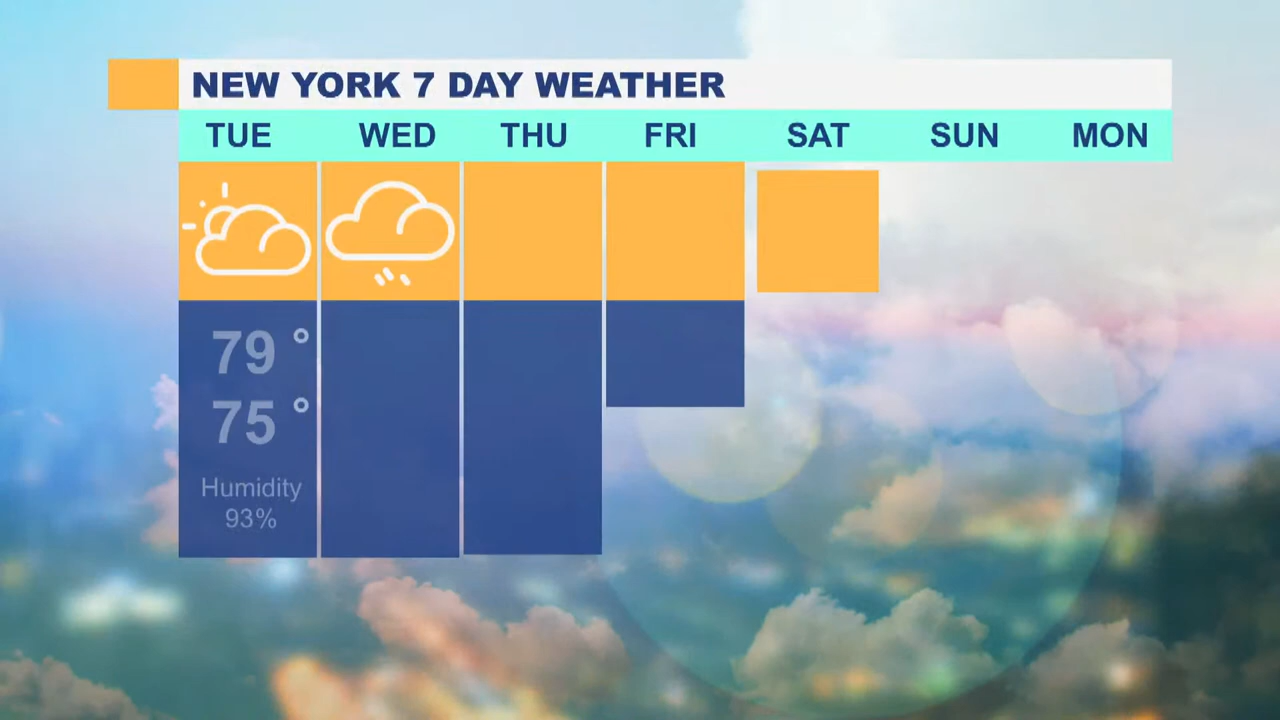 NEW YORK 7 DAY WEATHER
TUE WED THU FRI SAT SUN MON
79°
75°
Humidity
93%